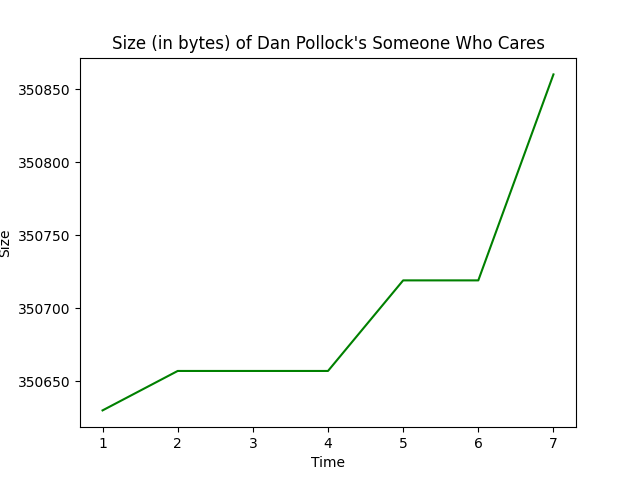 Size (in bytes) of Dan Pollock's Someone Who Cares
350850
350800
350750
350700
350650
Size
1 2 3 4 5 6 7
Time